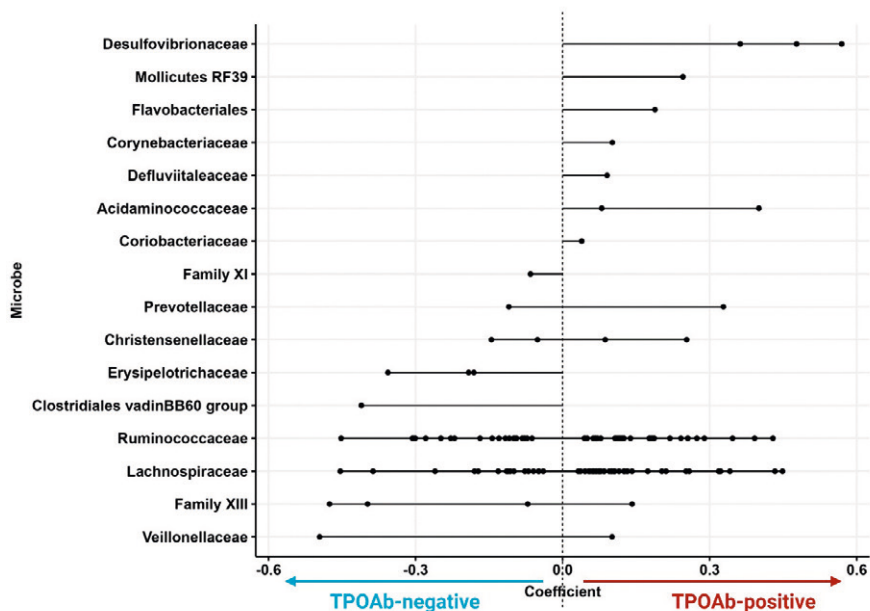 Desulfovibrionaceae
Mollicutes RF39
Flavobacteriales
Corynebacteriaceae
Defluviitaleaceae
Acidaminococcaceae
Coriobacteriaceae
Family XI
Prevotellaceae
Christensenellaceae
Erysipelotrichaceae
Clostridiales vadinBB60 group
Ruminococcaceae
Lachnospiraceae
Family XIII
Veillonellaceae
Microbe
-0.6 -0.3 0.0 0.3 0.6
Coefficient
TPOAb-negative TPOAb-positive